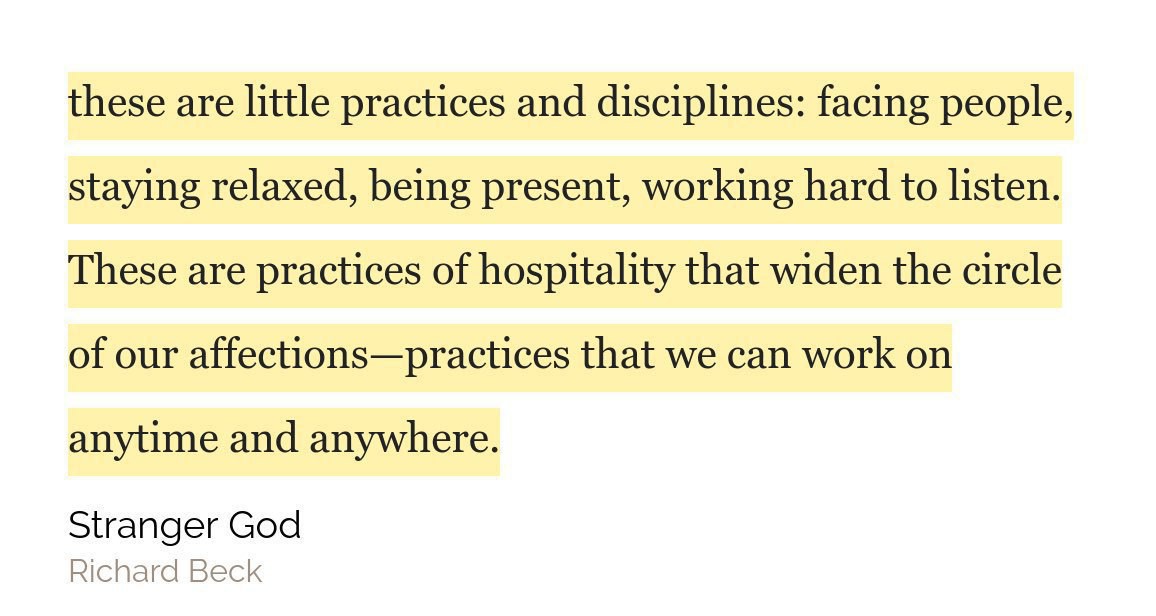 these are little practices and disciplines: facing people,
staying relaxed, being present, working hard to listen.
These are practices of hospitality that widen the circle
of our affections—practices that we can work on
anytime and anywhere.
Stranger God
Richard Beck